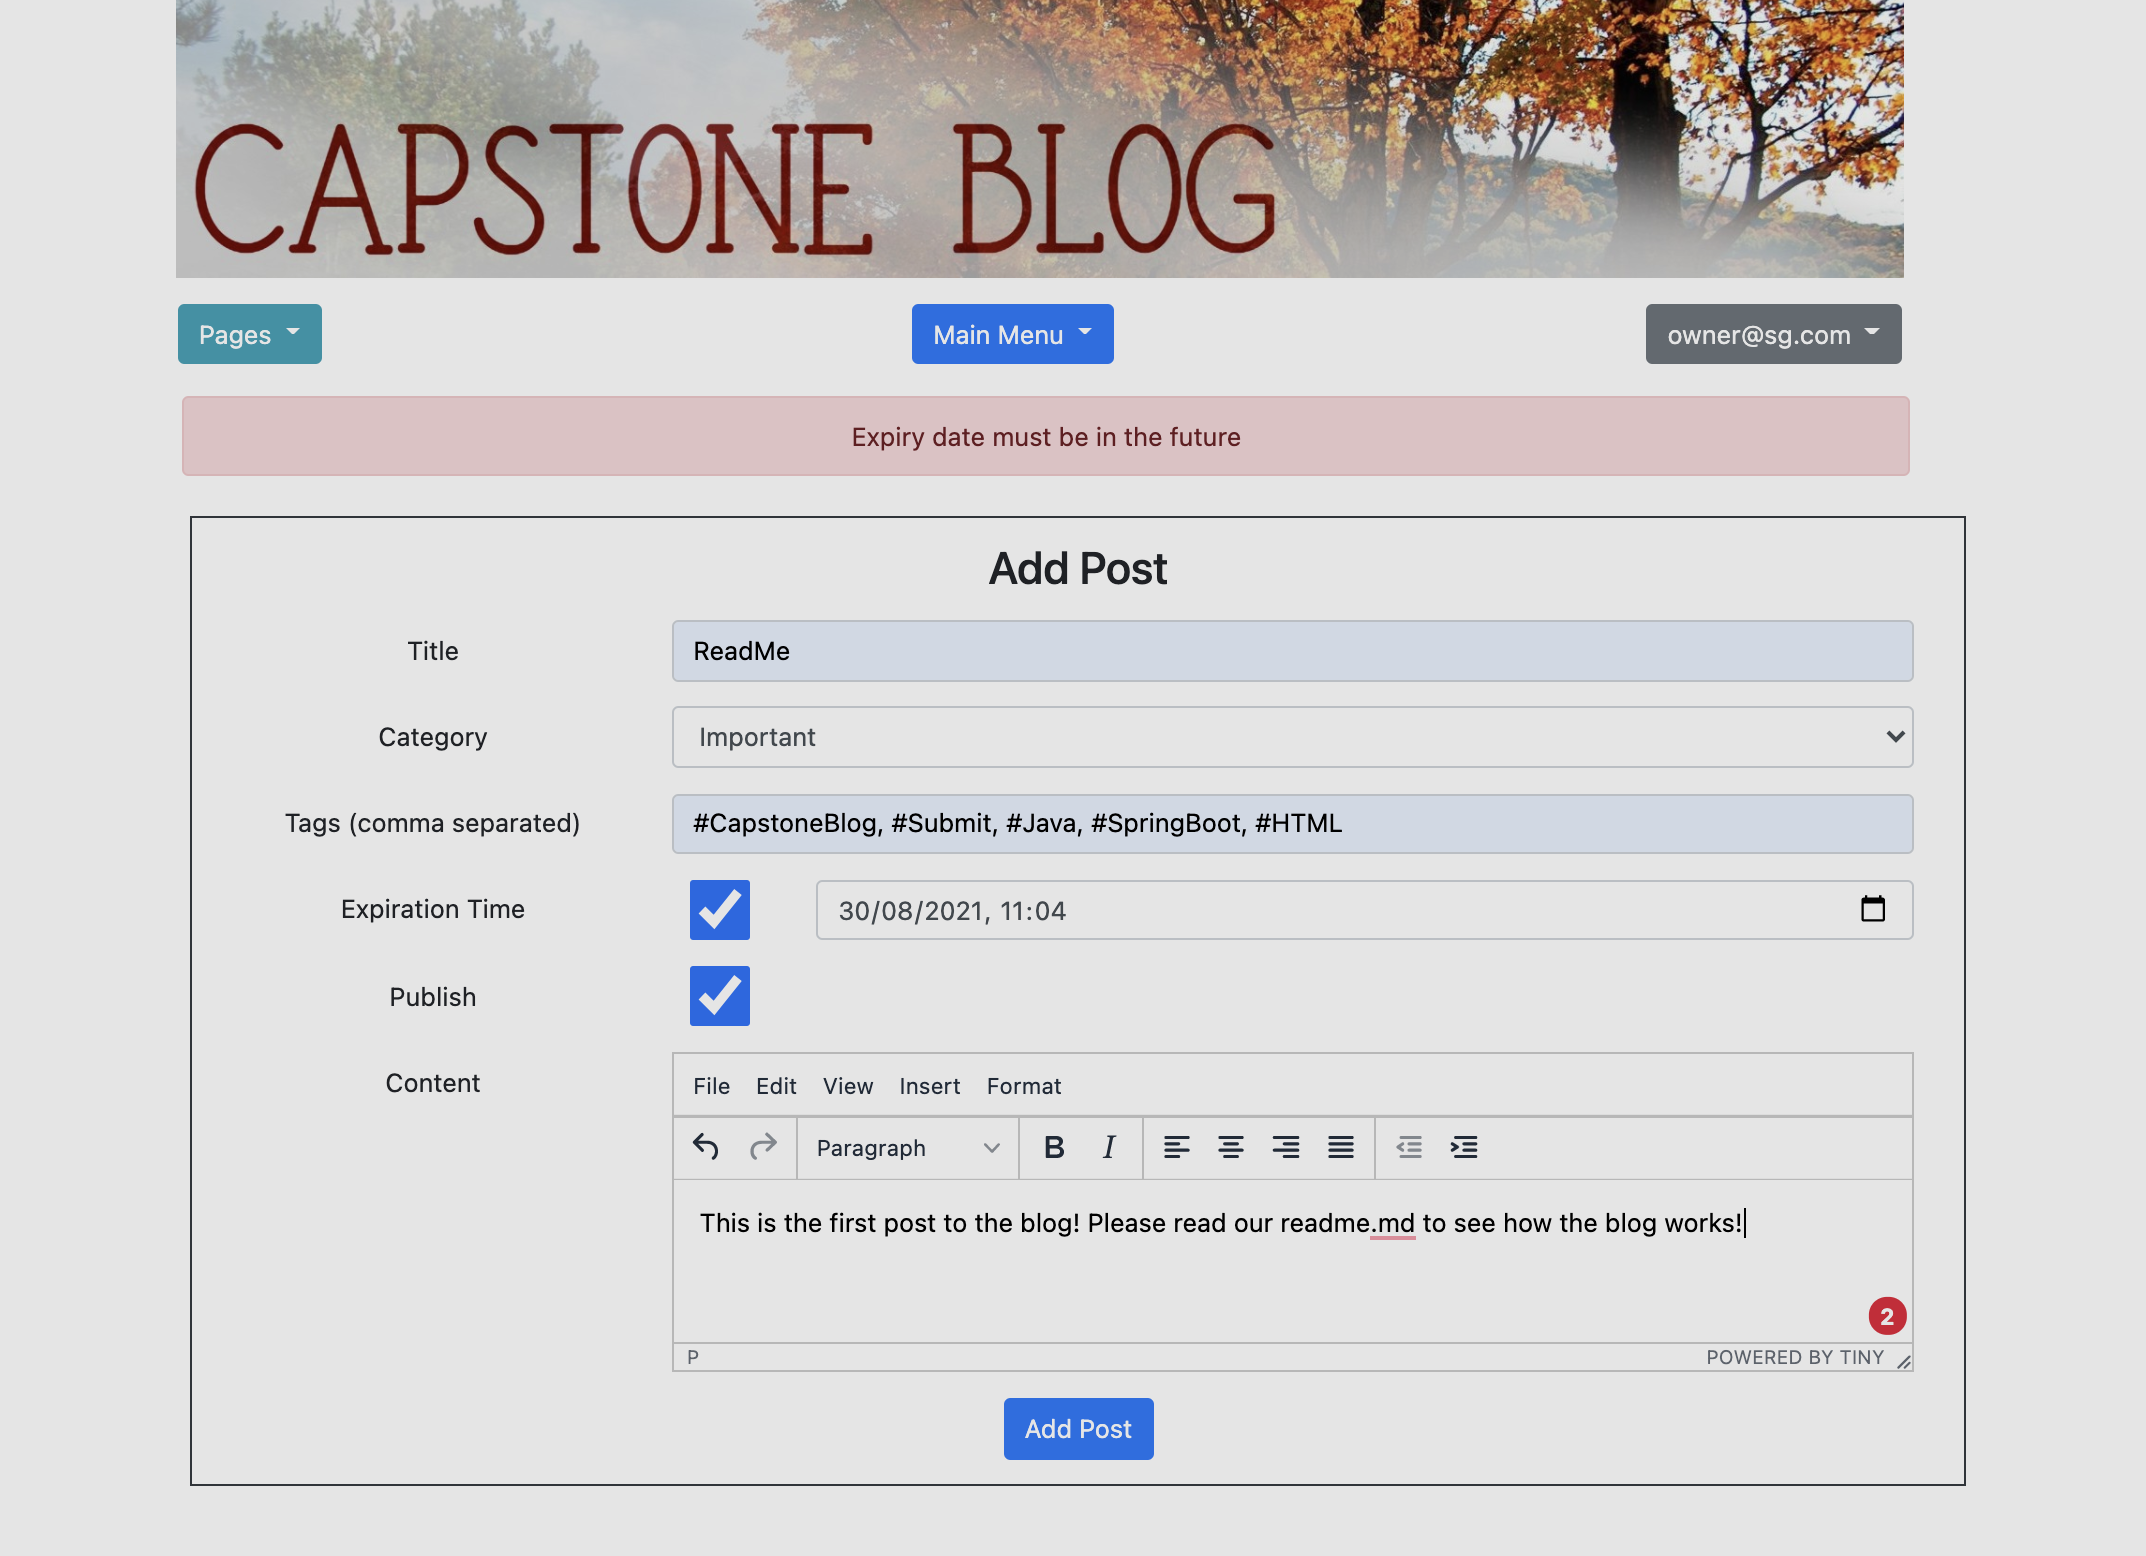 CAPSTONE BLOG
Pages
Main Menu
owner@sg.com
Expiry date must be in the future
Add Post
Title
ReadMe
Category
Important
Tags (comma separated)
#CapstoneBlog, #Submit, #Java, #SpringBoot, #HTML
Expiration Time
30/08/2021, 11:04
Publish
Content
File Edit View Insert Format
Paragraph B I
This is the first post to the blog! Please read our readme.md to see how the blog works!
2
P
POWERED BY TINY
Add Post